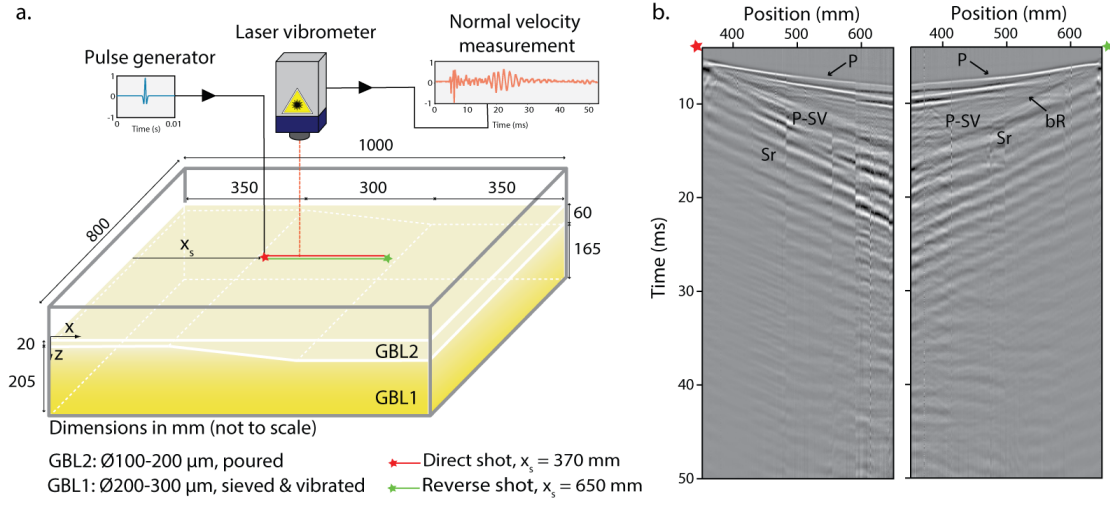 a.
Pulse generator
1
0
-1
0
0.01
Time (s)
Laser vibrometer
Normal velocity
measurement
1
0
-1
0
10
20
30
40
50
Time (ms)
1000
350
300
350
800
60
165
x_s
x
z
20
205
GBL2
GBL1
Dimensions in mm (not to scale)
GBL2: Ø100-200 µm, poured
GBL1: Ø200-300 µm, sieved & vibrated
Direct shot, x_s = 370 mm
Reverse shot, x_s = 650 mm
b.
Position (mm)
400 500 600
Position (mm)
400 500 600
Time (ms)
10
20
30
40
50
P
P-SV
Sr
P
P-SV
Sr
bR